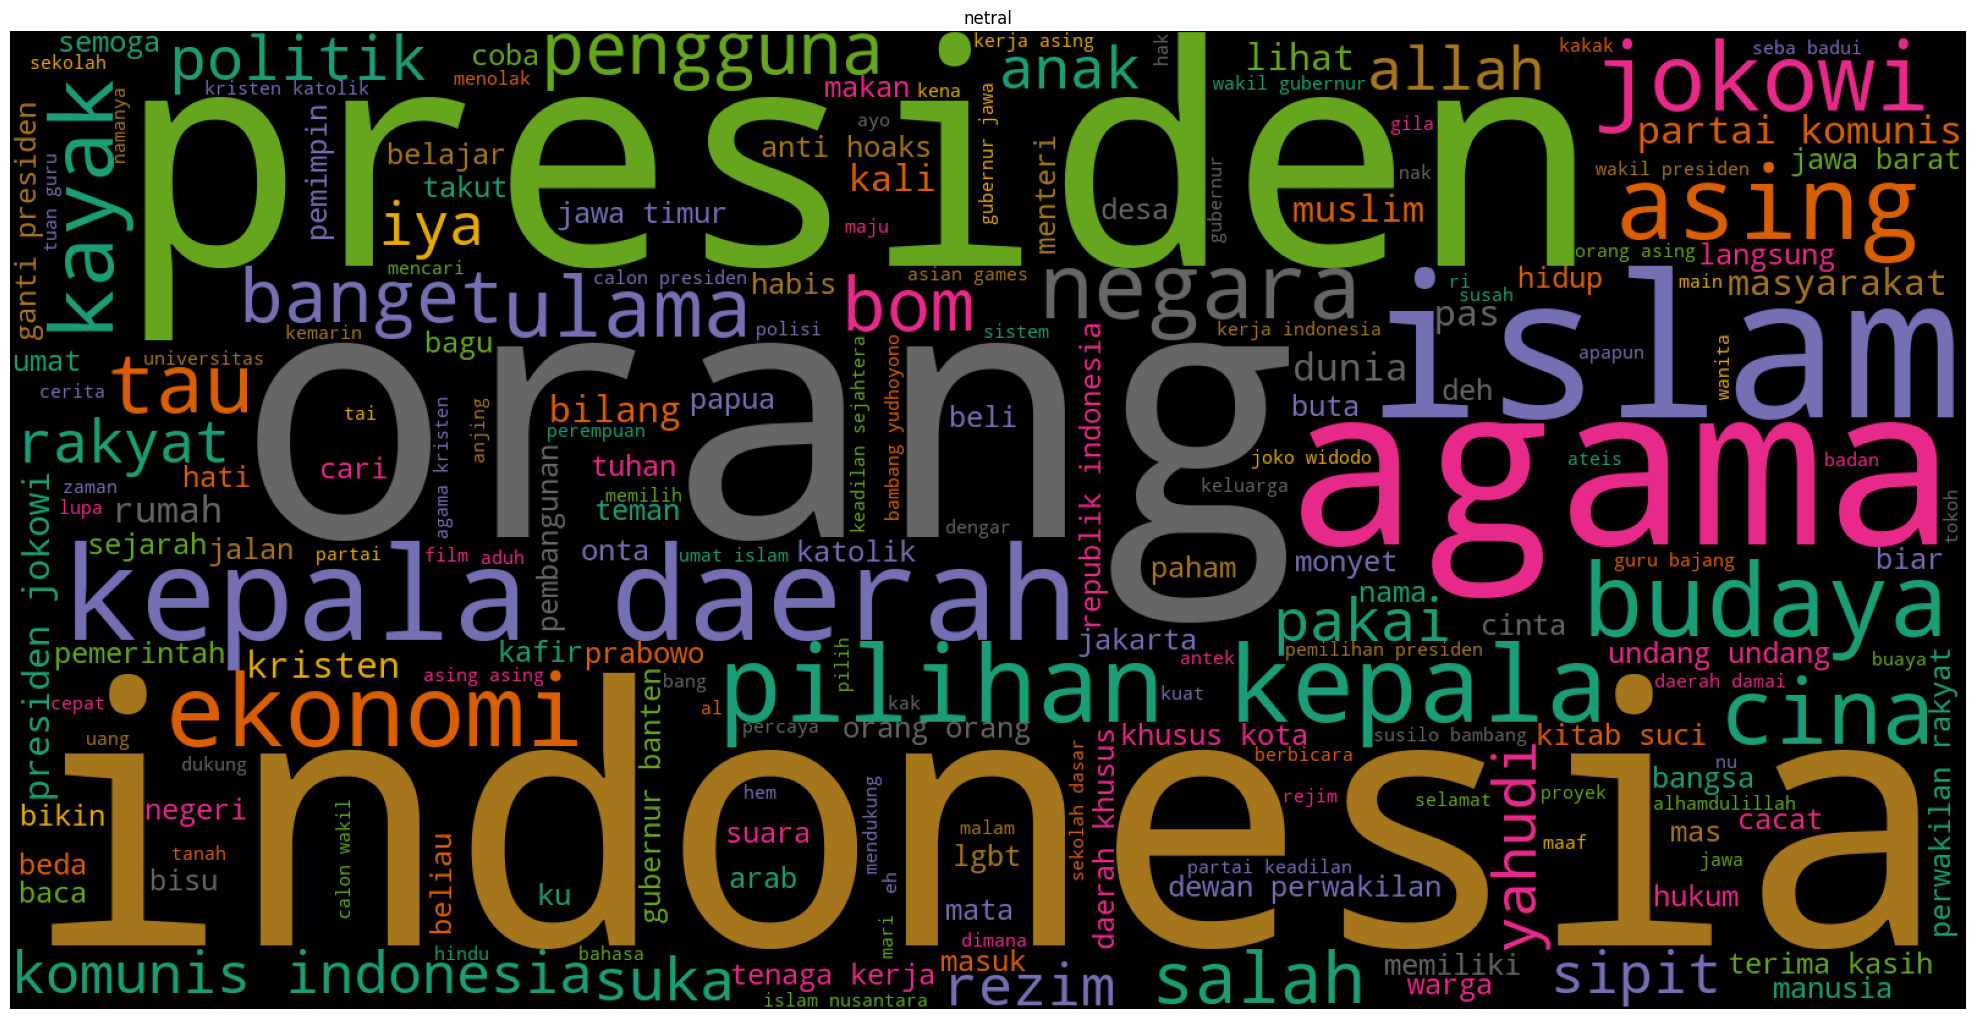 netral
semoga
politik
coba
pengguna
kerja asing
anak
hak
lihat
allah
kakak
seba badui
jokowi
sekolah
kristen katolik
menolak
makan
kena
wakil gubernur
presiden
kayak
namanya
ganti presiden
tuan guru
pemimpin
belajar
takut
iya
jawa timur
ayo
anti hoaks
kali
maju
gubernur jawa
menteri
desa
gubernur
gila
nak
muslim
partai komunis
jawa barat
wakil presiden
asing
orang asing
langsung
mencari
banget
ulama
calon presiden
habis
asian games
bom
negara
ri
susah
hidup
main
masyarakat
pas
islam
kemarin
bagu
polisi
sistem
kerja indonesia
apapun
wanita
umat
universitas
cerita
tau
orang
republik indonesia
dunia
deh
tai
agama kristen
anjing
bilang
papua
keadilan sejahtera
bambang yudhoyono
beli
buta
agama
rakyat
perempuan
hati
cari
tuhan
memilih
teman
joko widodo
ateis
badan
keluarga
zaman
lupa
rumah
pembangunan
dengar
tokoh
presiden jokowi
sejarah
jalan
partai
film
aduh
onta
umat islam
katolik
paham
monyet
guru bajang
biar
kepala daerah
nama
pakai
cinta
budaya
jakarta
pemerintah
kristen
kafir
prabowo
pilih
antek
pemilihan presiden
undang undang
buaya
asing asing
gubernur banten
bang
pilihan kepala
kuat
daerah damai
cina
perwakilan rakyat
cepat
ekonomi
al
kak
percaya
orang orang
khusus kota
susilo bambang
kitab suci
uang
dukung
indonesia
sekolah dasar
daerah khusus
berbicara
yahudi
nu
bangsa
bikin
negeri
calon wakil
hem
mendukung
rejim
selamat
proyek
alhamdulillah
suara
malam
mas
cacat
beda
tanah
beliau
lgbt
maaf
jawa
baca
bisu
ku
arab
eh
partai keadilan
dewan perwakilan
hukum
mata
mari
dimana
hindu
bahasa
komunis indonesia
suka
tenaga kerja
masuk
rezim
salah
memiliki
warga
sipit
terima kasih
manusia
islam nusantara